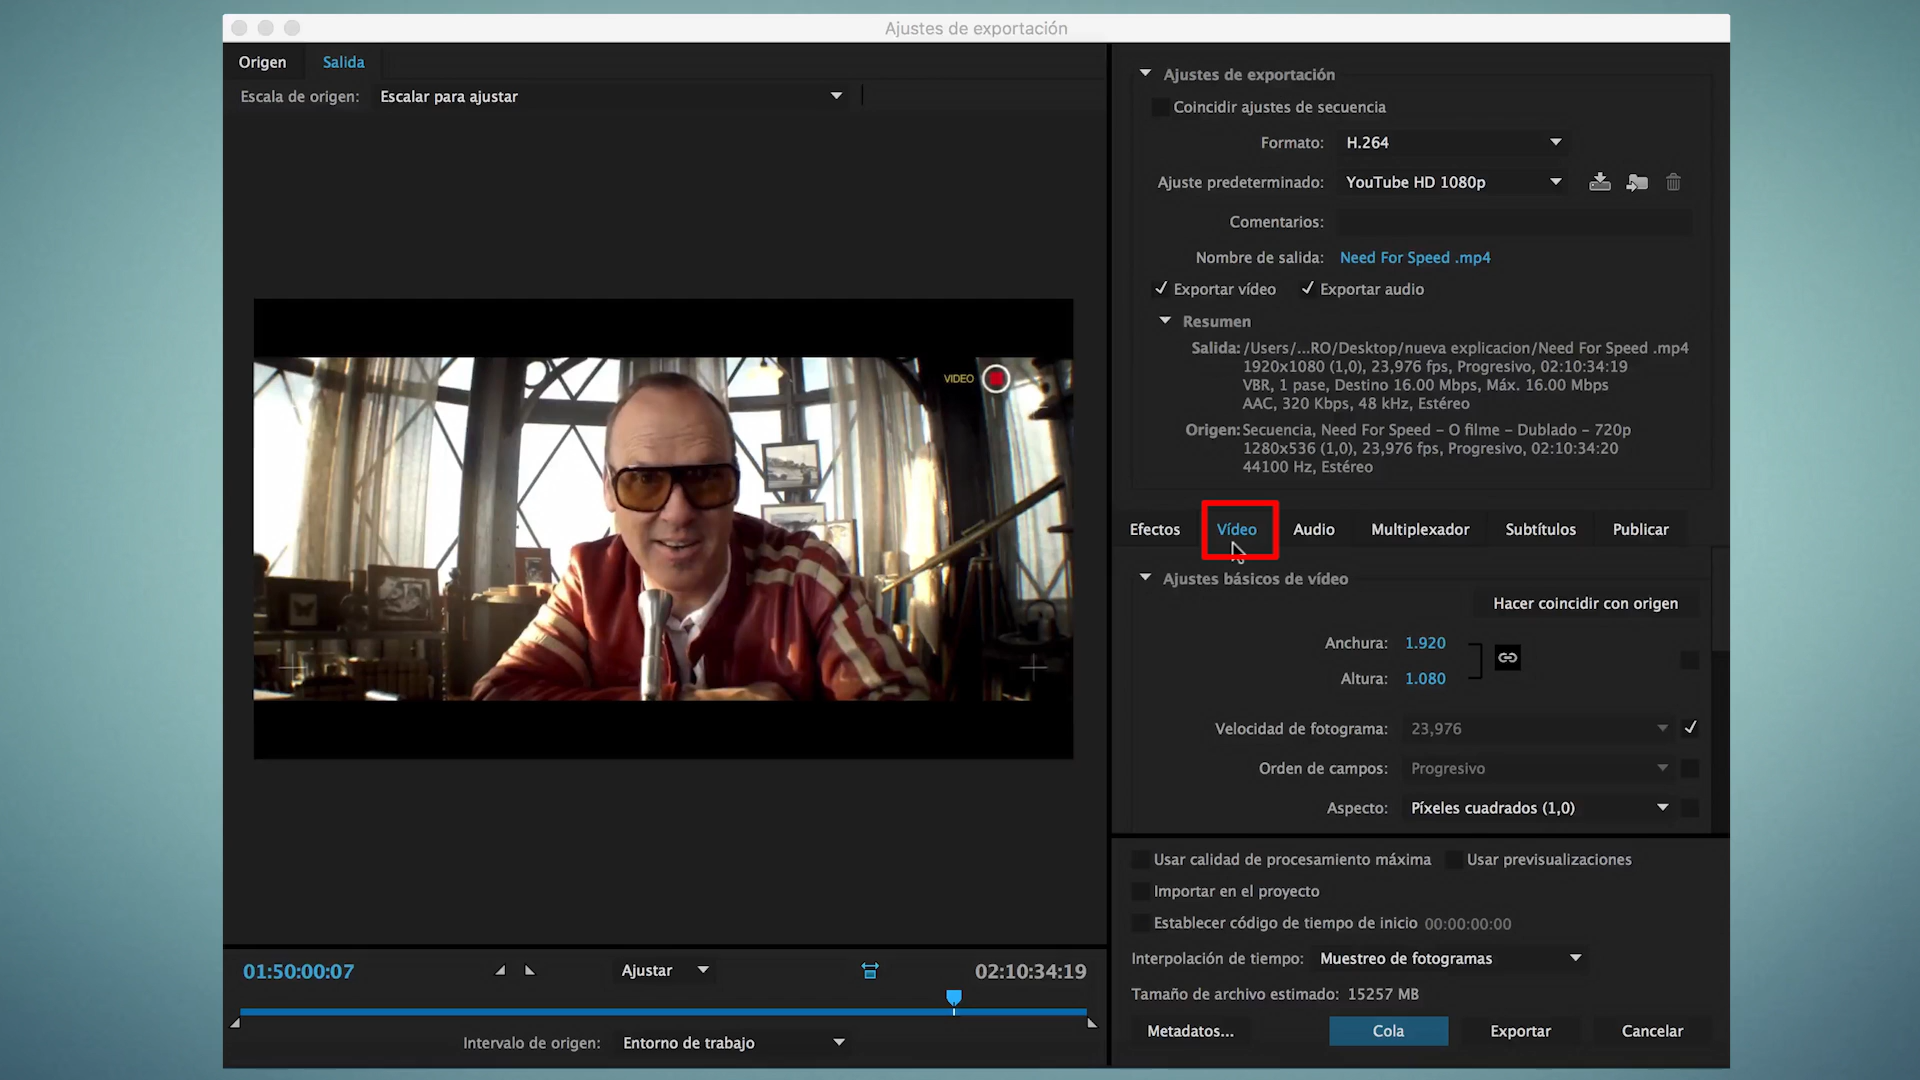 Ajustes de exportación
Origen
Salida
Escala de origen: Escalar para ajustar
VIDEO
01:50:00:07
Ajustar
02:10:34:19
Intervalo de origen: Entorno de trabajo
Ajustes de exportación
Coincidir ajustes de secuencia
Formato: H.264
Ajuste predeterminado: YouTube HD 1080p
Comentarios:
Nombre de salida: Need For Speed .mp4
Exportar vídeo Exportar audio
Resumen
Salida: /Users/...RO/Desktop/nueva explicacion/Need For Speed .mp4
1920x1080 (1,0), 23,976 fps, Progresivo, 02:10:34:19
VBR, 1 pase, Destino 16.00 Mbps, Máx. 16.00 Mbps
AAC, 320 Kbps, 48 kHz, Estéreo
Origen: Secuencia, Need For Speed - O filme - Dublado - 720p
1280x536 (1,0), 23,976 fps, Progresivo, 02:10:34:20
44100 Hz, Estéreo
Efectos Vídeo Audio Multiplexador Subtítulos Publicar
Ajustes básicos de vídeo
Hacer coincidir con origen
Anchura: 1.920
Altura: 1.080
Velocidad de fotograma: 23,976
Orden de campos: Progresivo
Aspecto: Píxeles cuadrados (1,0)
Usar calidad de procesamiento máxima Usar previsualizaciones
Importar en el proyecto
Establecer código de tiempo de inicio 00:00:00:00
Interpolación de tiempo: Muestreo de fotogramas
Tamaño de archivo estimado: 15257 MB
Metadatos... Cola Exportar Cancelar